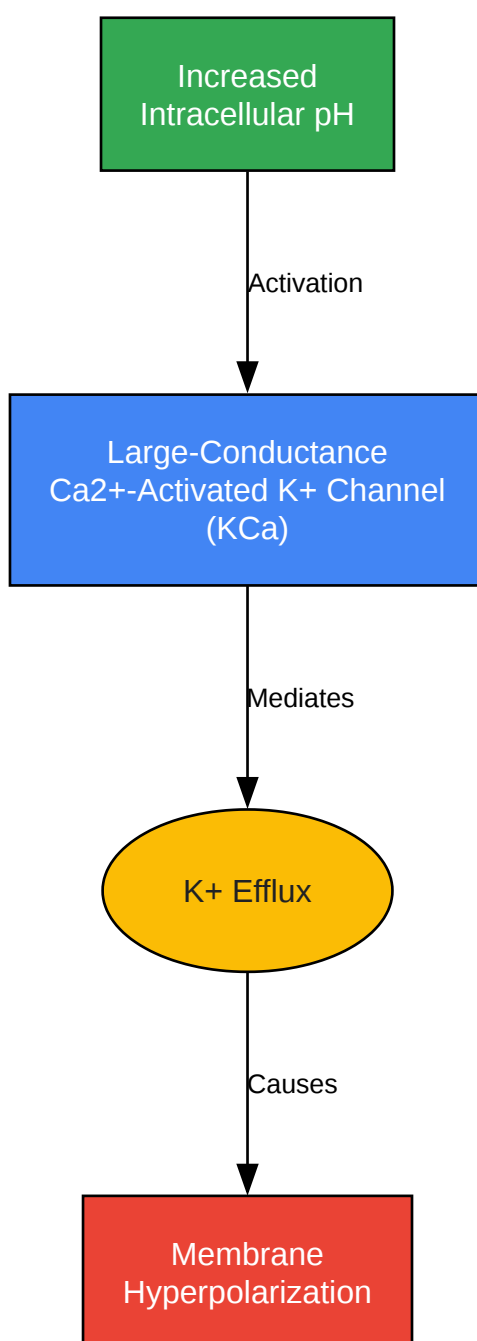 Increased
Intracellular pH
Activation
Large-Conductance
Ca2+-Activated K+ Channel
(KCa)
Mediates
K+ Efflux
Causes
Membrane
Hyperpolarization